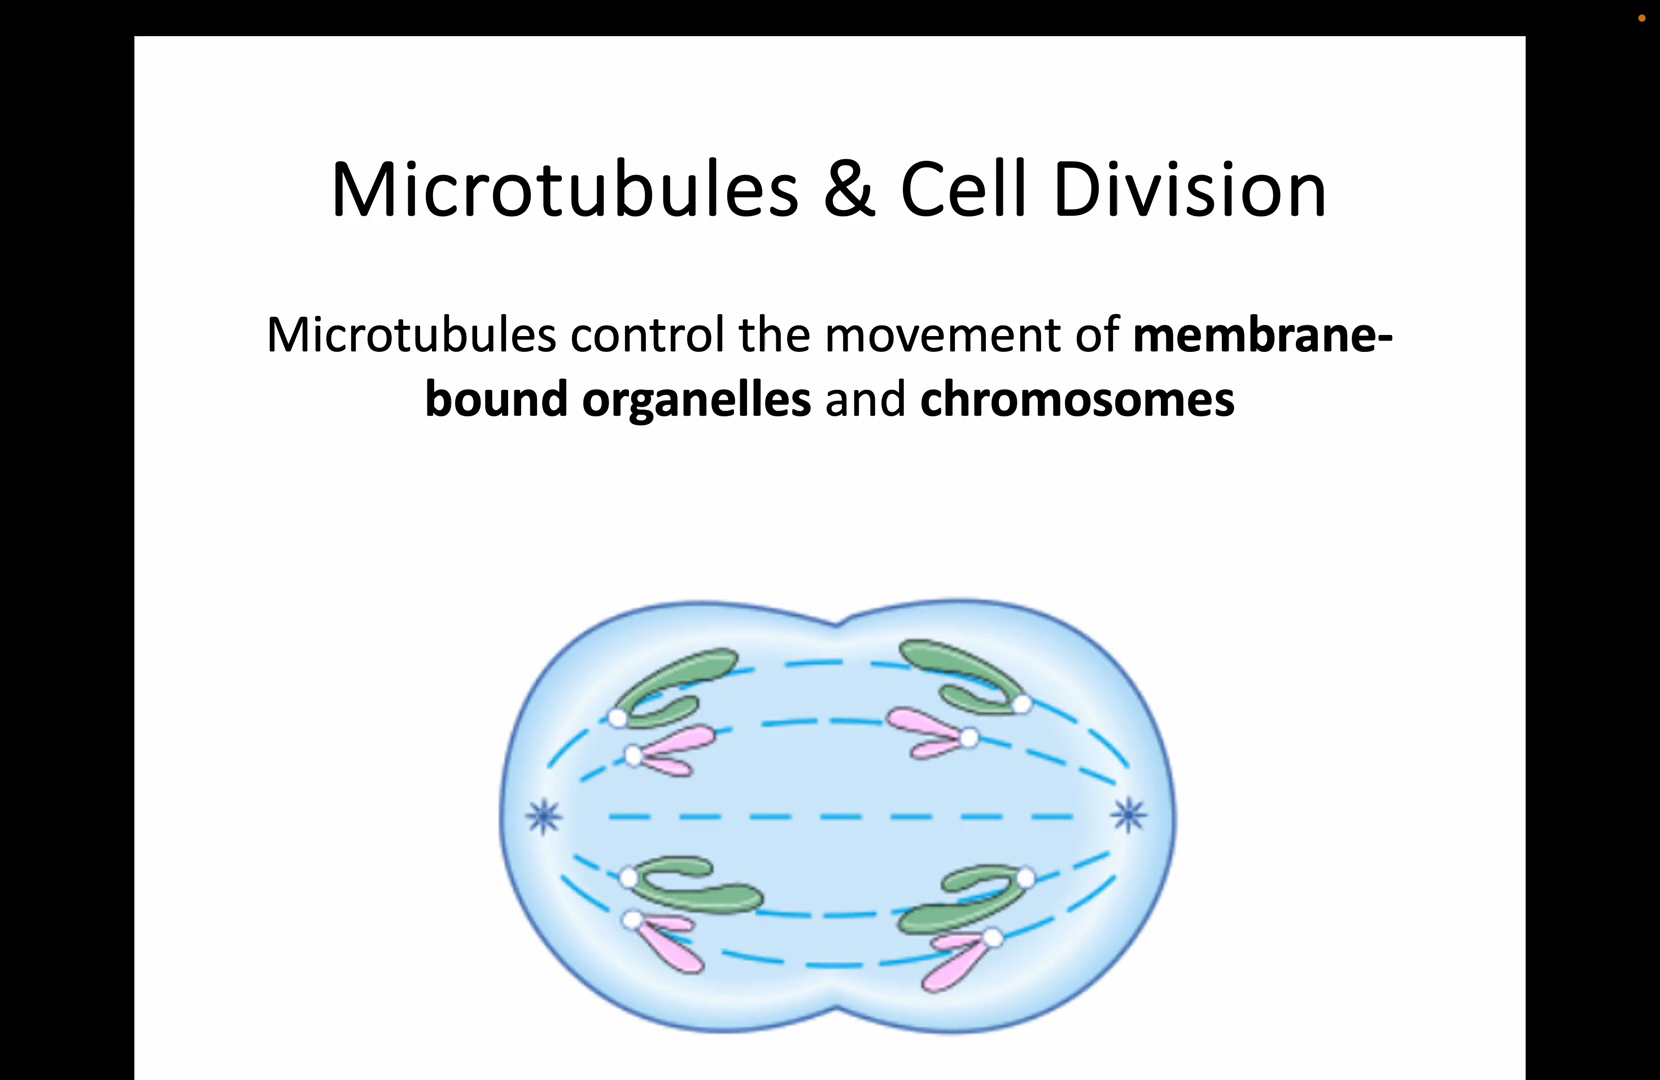 Microtubules & Cell Division
Microtubules control the movement of membrane-
bound organelles and chromosomes